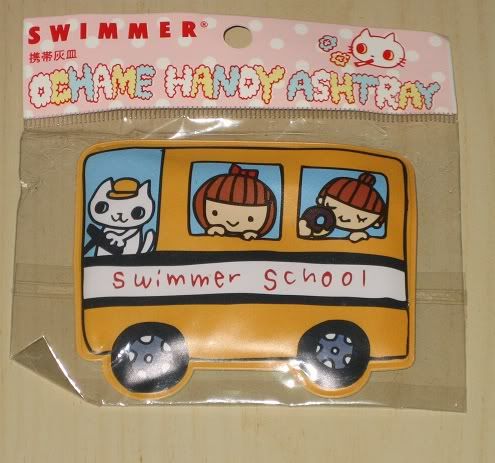 SWIMMER®
携帯灰皿
OCHAME HANDY ASHTRAY
Swimmer School